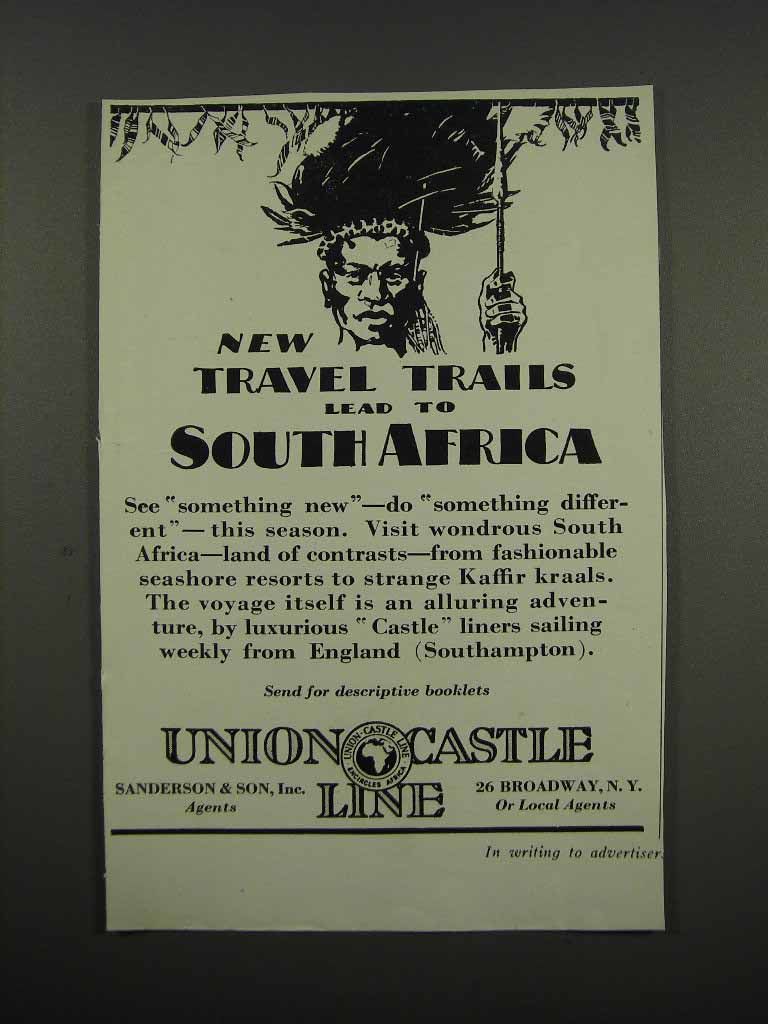 NEW
TRAVEL TRAILS
LEAD TO
SOUTH AFRICA
See "something new"—do "something differ-
ent"—this season. Visit wondrous South
Africa—land of contrasts—from fashionable
seashore resorts to strange Kaffir kraals.
The voyage itself is an alluring adven-
ture, by luxurious "Castle" liners sailing
weekly from England (Southampton).
Send for descriptive booklets
UNION CASTLE
LINE
UNION-CASTLE LINE
ENCIRCLES AFRICA
SANDERSON & SON, Inc.
Agents
26 BROADWAY, N. Y.
Or Local Agents
In writing to advertiser